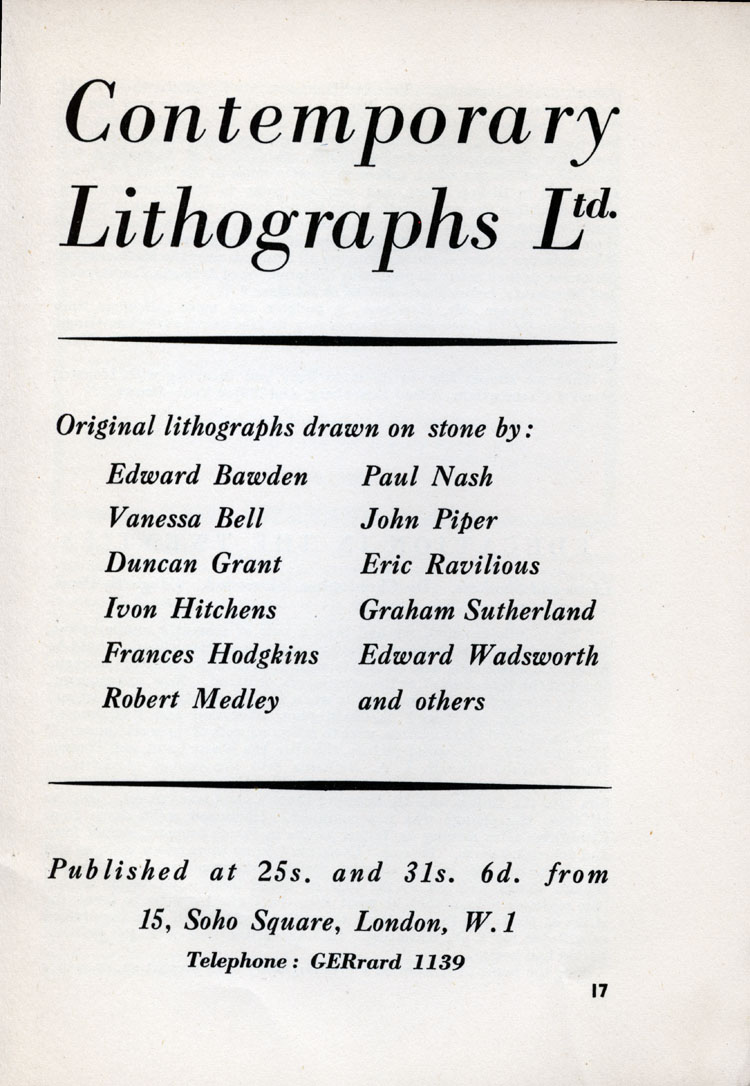 Contemporary
Lithographs Ltd.
Original lithographs drawn on stone by:
Edward Bawden Paul Nash
Vanessa Bell John Piper
Duncan Grant Eric Ravilious
Ivon Hitchens Graham Sutherland
Frances Hodgkins Edward Wadsworth
Robert Medley and others
Published at 25s. and 31s. 6d. from
15, Soho Square, London, W.1
Telephone: GERrard 1139
17